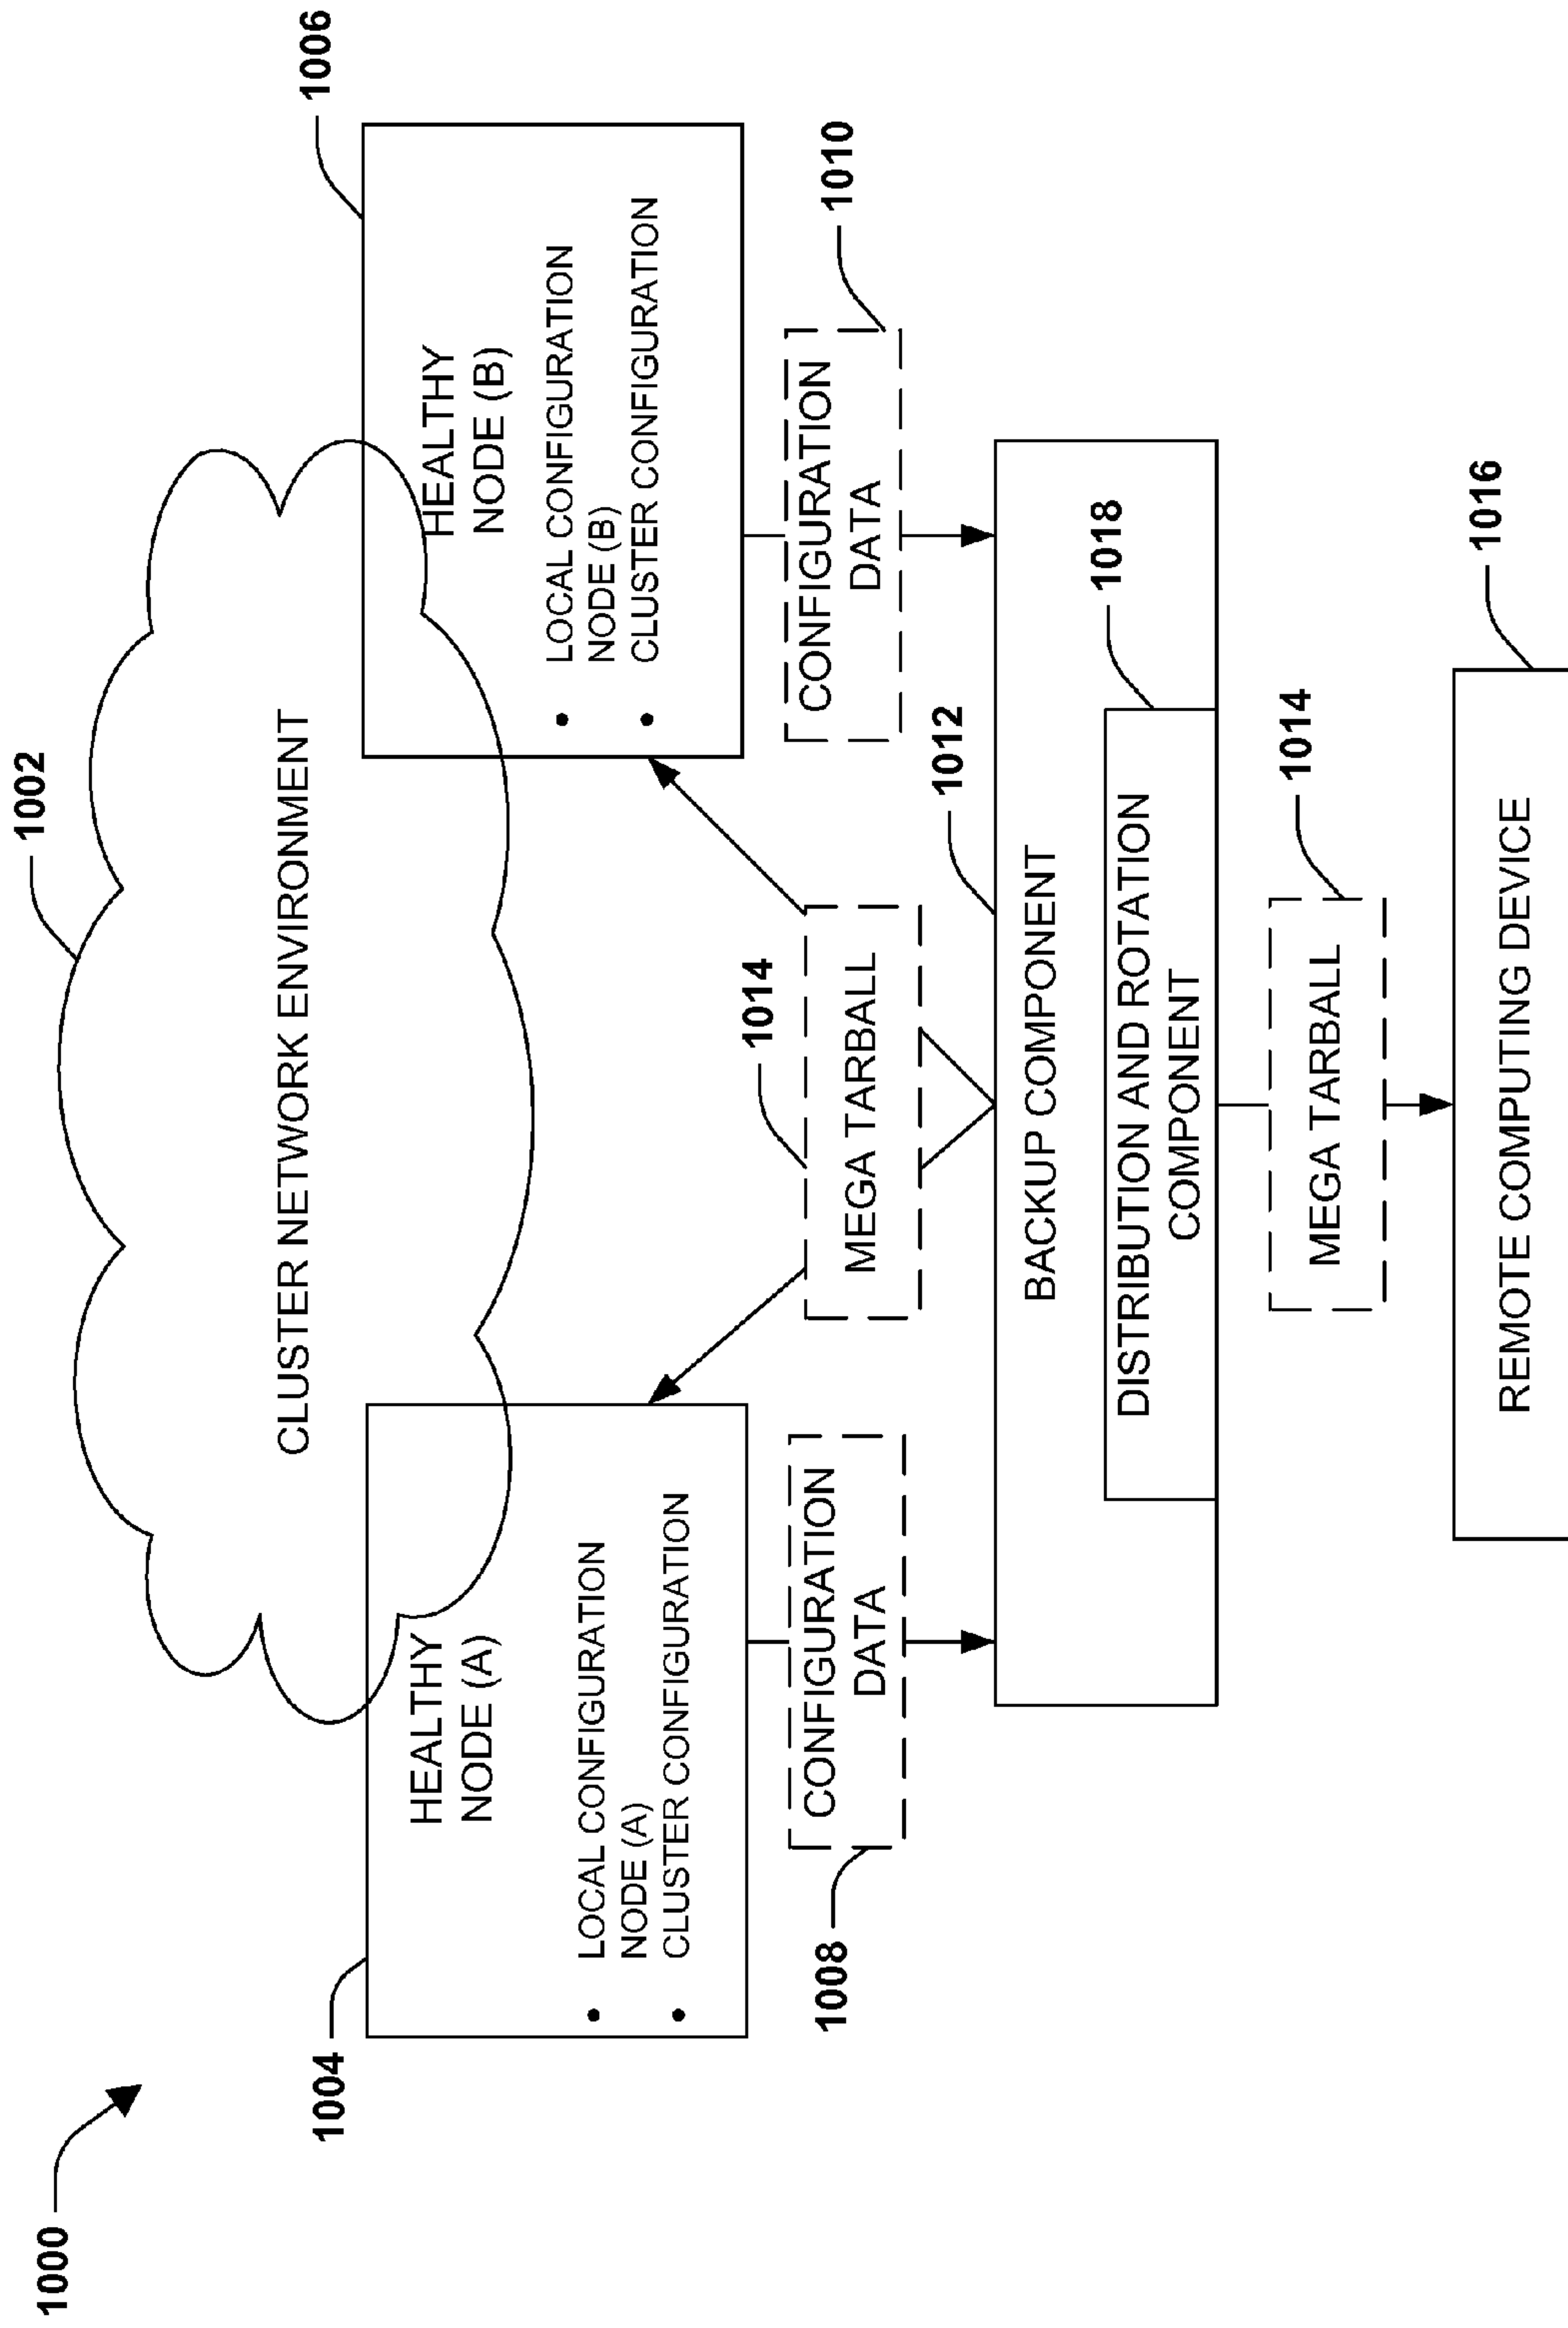 1000
1002
CLUSTER NETWORK ENVIRONMENT
1004
HEALTHY
NODE (A)
• LOCAL CONFIGURATION
NODE (A)
• CLUSTER CONFIGURATION
1006
HEALTHY
NODE (B)
• LOCAL CONFIGURATION
NODE (B)
• CLUSTER CONFIGURATION
1008
CONFIGURATION
DATA
1014
MEGA TARBALL
CONFIGURATION
DATA
1010
1012
BACKUP COMPONENT
DISTRIBUTION AND ROTATION
COMPONENT
1018
MEGA TARBALL
1014
REMOTE COMPUTING DEVICE
1016